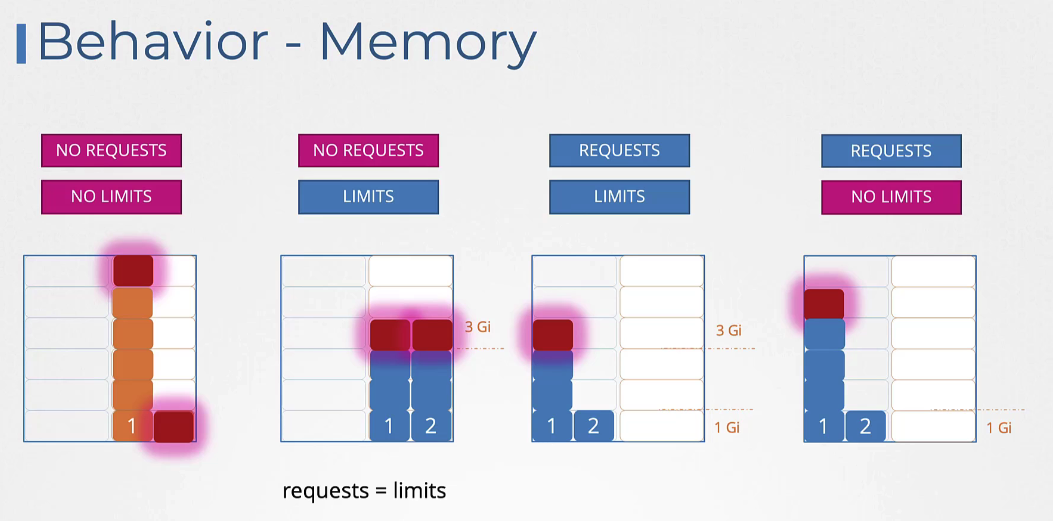 Behavior - Memory
NO REQUESTS
NO LIMITS
1
NO REQUESTS
LIMITS
3 Gi
1 2
requests = limits
REQUESTS
LIMITS
3 Gi
1 2
1 Gi
REQUESTS
NO LIMITS
1 2
1 Gi